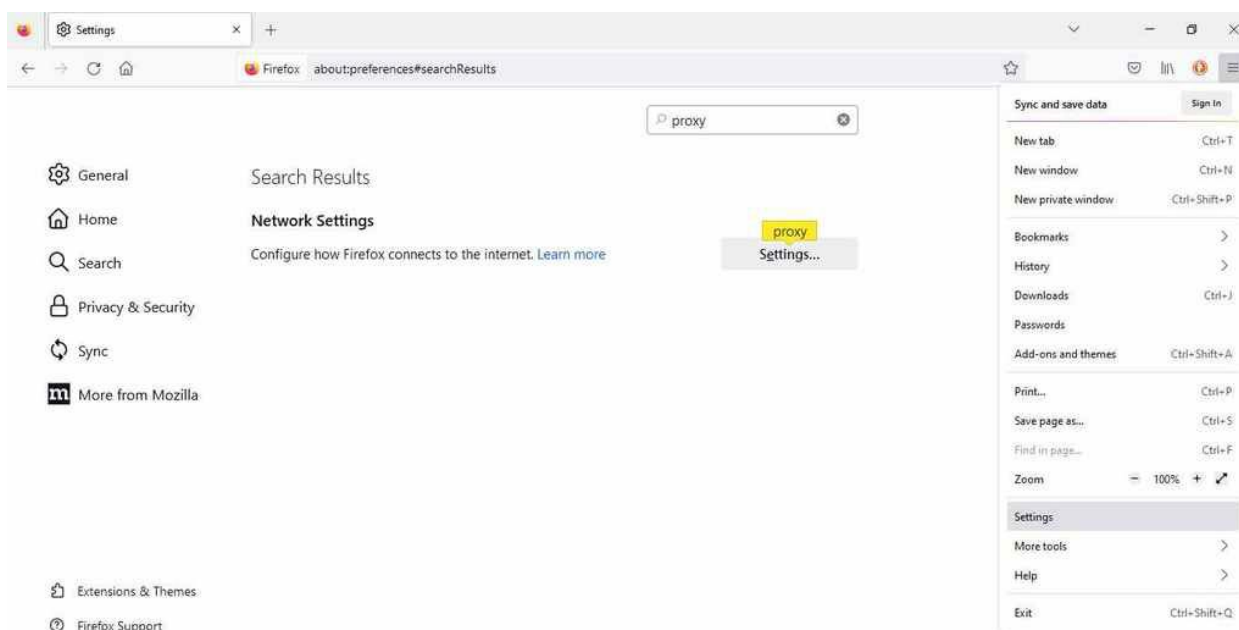 Settings
Firefox about:preferences#searchResults
proxy
General
Home
Search
Privacy & Security
Sync
m More from Mozilla
Extensions & Themes
Firefox Support
Search Results
Network Settings
Configure how Firefox connects to the internet. Learn more
proxy
Settings...
Sync and save data Sign In
New tab Ctrl+T
New window Ctrl+N
New private window Ctrl+Shift+P
Bookmarks
History
Downloads Ctrl+J
Passwords
Add-ons and themes Ctrl+Shift+A
Print... Ctrl+P
Save page as... Ctrl+S
Find in page... Ctrl+F
Zoom - 100% +
Settings
More tools
Help
Exit Ctrl+Shift+Q